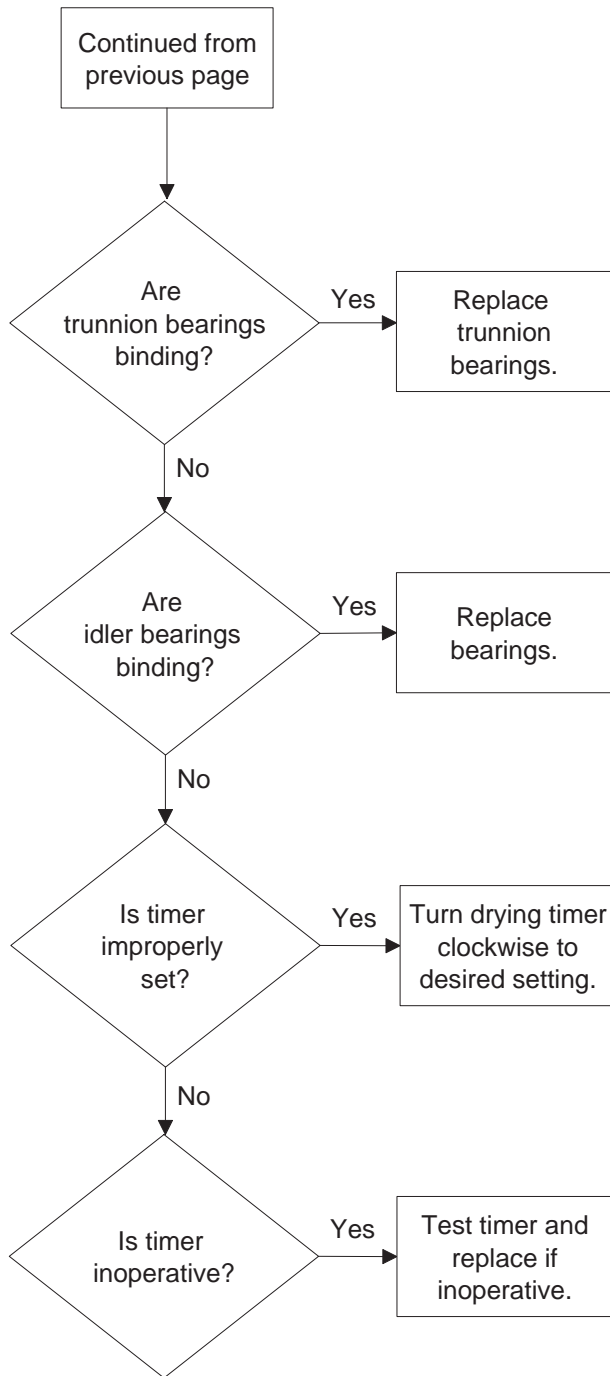 Continued from
previous page
Are
trunnion bearings
binding?
Yes
Replace
trunnion
bearings.
No
Are
idler bearings
binding?
Yes
Replace
bearings.
No
Is timer
improperly
set?
Yes
Turn drying timer
clockwise to
desired setting.
No
Is timer
inoperative?
Yes
Test timer and
replace if
inoperative.